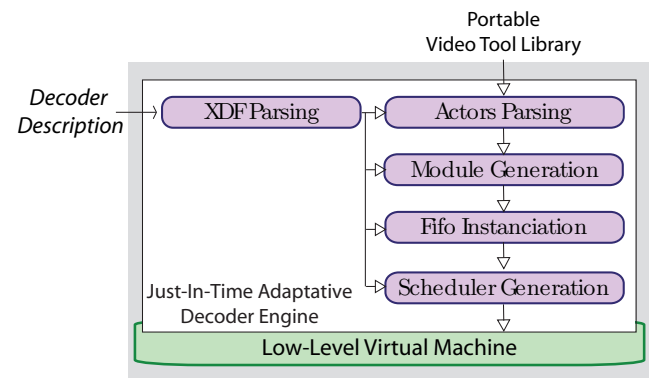 Portable
Video Tool Library
Decoder
Description
XDF Parsing
Actors Parsing
Module Generation
Fifo Instanciation
Scheduler Generation
Just-In-Time Adaptative
Decoder Engine
Low-Level Virtual Machine